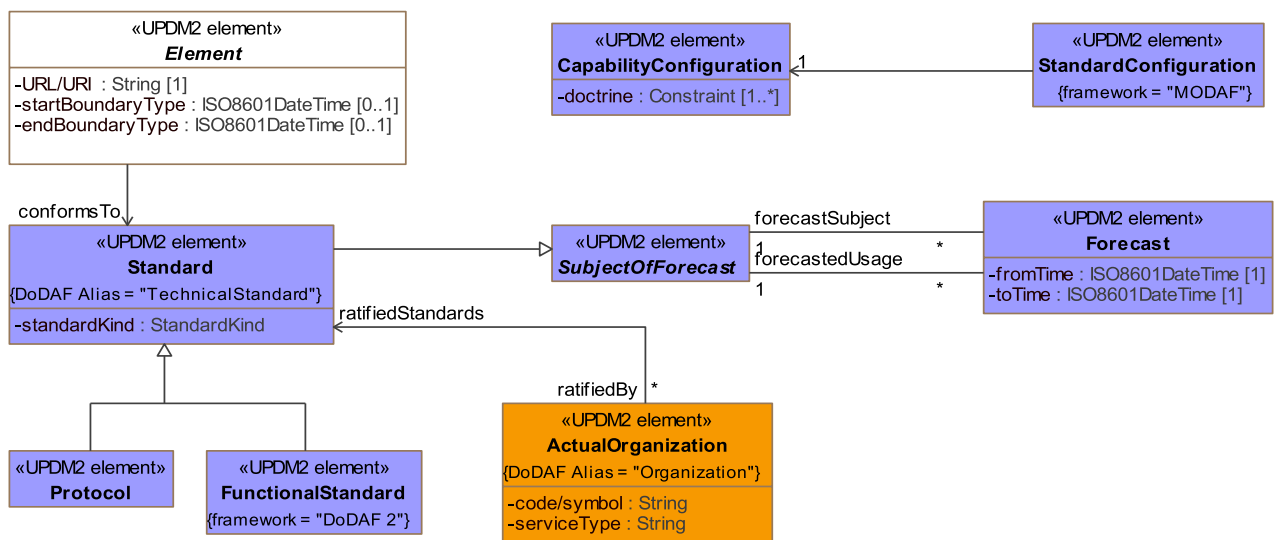 «UPDM2 element»
Element
-URL/URI : String [1]
-startBoundaryType : ISO8601DateTime [0..1]
-endBoundaryType : ISO8601DateTime [0..1]
«UPDM2 element»
CapabilityConfiguration
-doctrine : Constraint [1..*]
1
«UPDM2 element»
StandardConfiguration
{framework = "MODAF"}
conformsTo
«UPDM2 element»
Standard
{DoDAF Alias = "TechnicalStandard"}
-standardKind : StandardKind
«UPDM2 element»
SubjectOfForecast
forecastSubject
1
*
forecastedUsage
1
*
«UPDM2 element»
Forecast
-fromTime : ISO8601DateTime [1]
-toTime : ISO8601DateTime [1]
ratifiedStandards
ratifiedBy
*
«UPDM2 element»
Protocol
«UPDM2 element»
FunctionalStandard
{framework = "DoDAF 2"}
«UPDM2 element»
ActualOrganization
{DoDAF Alias = "Organization"}
-code/symbol : String
-serviceType : String